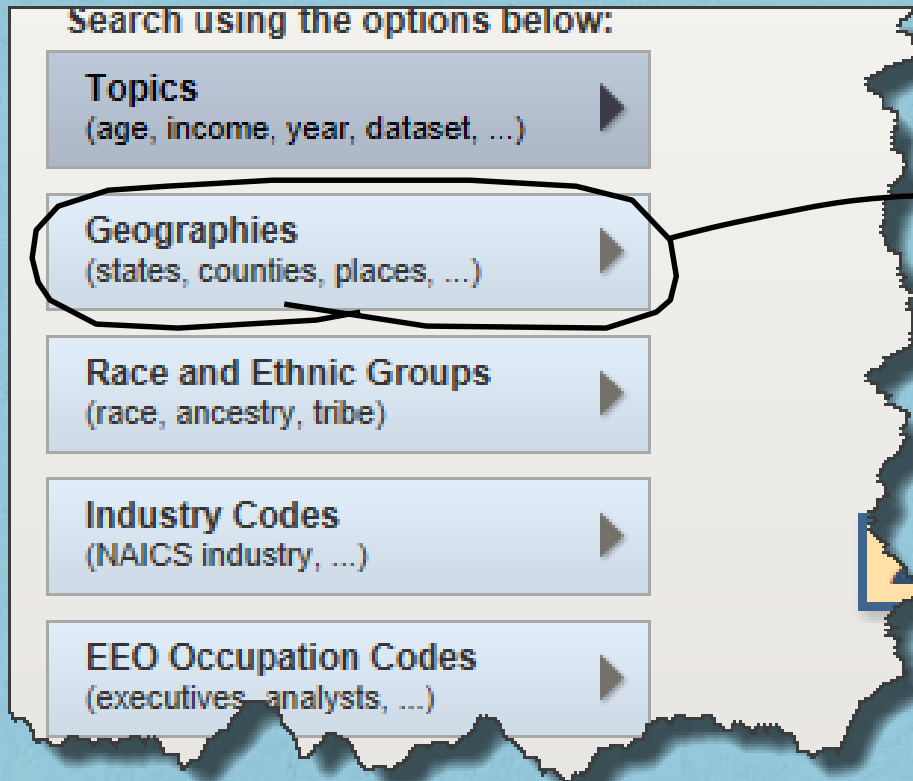 Search using the options below:
Topics
(age, income, year, dataset, ...)
Geographies
(states, counties, places, ...)
Race and Ethnic Groups
(race, ancestry, tribe)
Industry Codes
(NAICS industry, ...)
EEO Occupation Codes
(executives, analysts, ...)